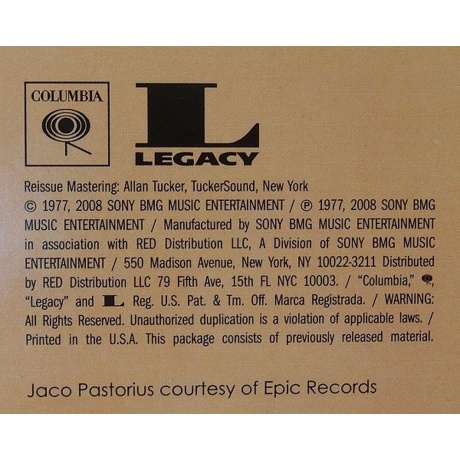 COLUMBIA
L
LEGACY
Reissue Mastering: Allan Tucker, TuckerSound, New York
© 1977, 2008 SONY BMG MUSIC ENTERTAINMENT / ℗ 1977, 2008 SONY BMG
MUSIC ENTERTAINMENT / Manufactured by SONY BMG MUSIC ENTERTAINMENT
in association with RED Distribution LLC, A Division of SONY BMG MUSIC
ENTERTAINMENT / 550 Madison Avenue, New York, NY 10022-3211 Distributed
by RED Distribution LLC 79 Fifth Ave, 15th FL NYC 10003. / “Columbia,” ,
“Legacy” and L Reg. U.S. Pat. & Tm. Off. Marca Registrada. / WARNING:
All Rights Reserved. Unauthorized duplication is a violation of applicable laws. /
Printed in the U.S.A. This package consists of previously released material.
Jaco Pastorius courtesy of Epic Records